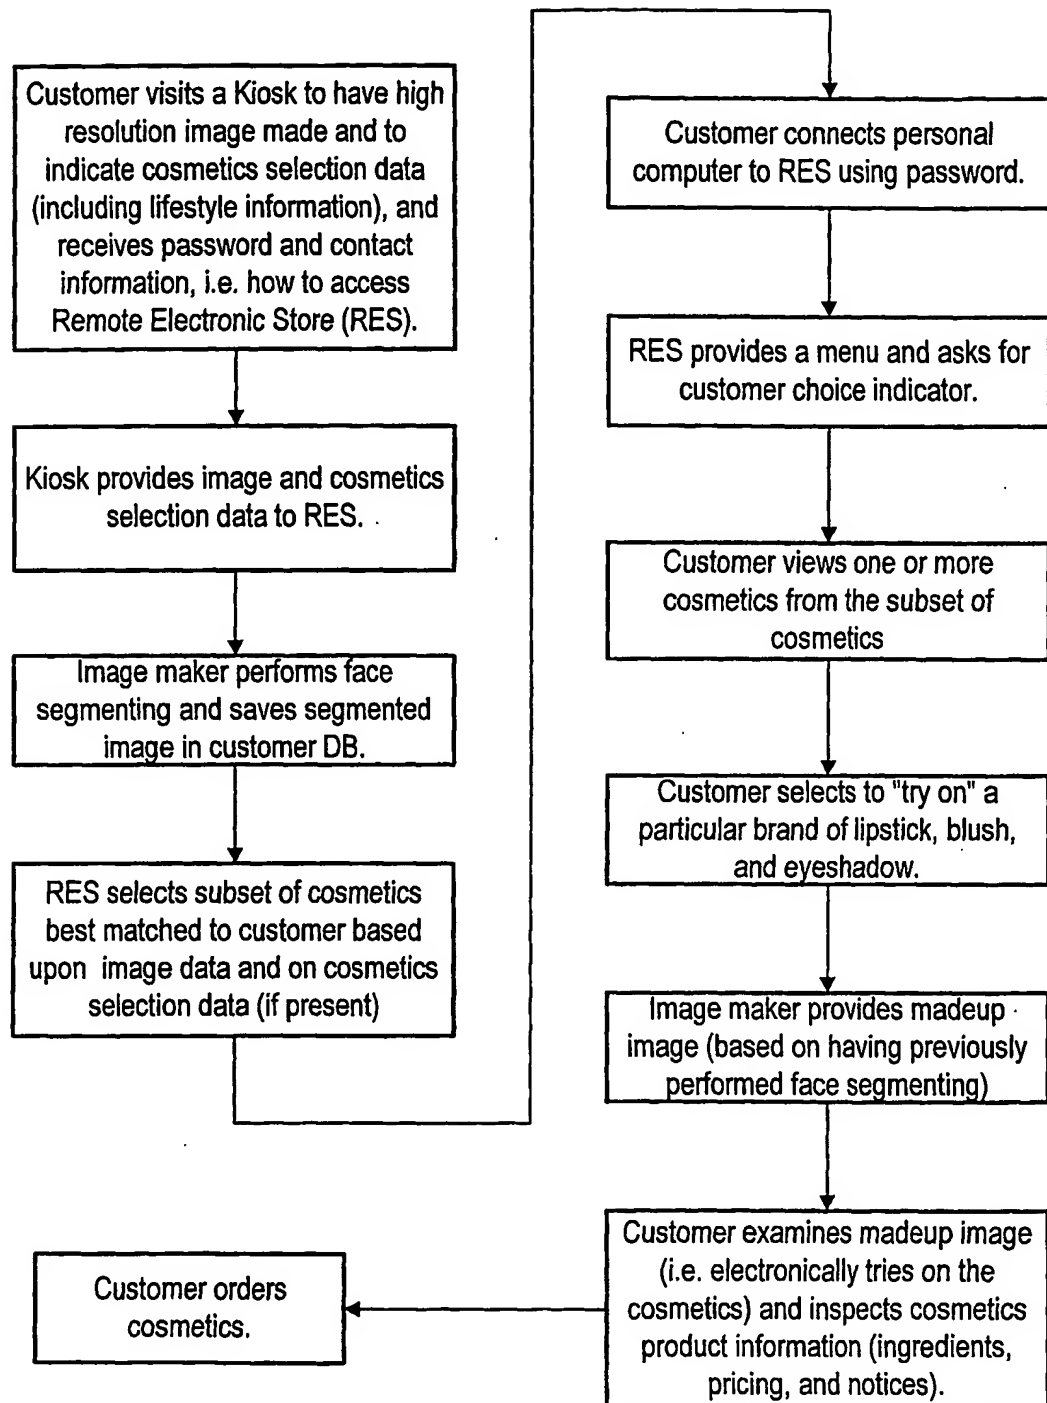 Customer visits a Kiosk to have high
resolution image made and to
indicate cosmetics selection data
(including lifestyle information), and
receives password and contact
information, i.e. how to access
Remote Electronic Store (RES).
Kiosk provides image and cosmetics
selection data to RES.
Image maker performs face
segmenting and saves segmented
image in customer DB.
RES selects subset of cosmetics
best matched to customer based
upon image data and on cosmetics
selection data (if present)
Customer connects personal
computer to RES using password.
RES provides a menu and asks for
customer choice indicator.
Customer views one or more
cosmetics from the subset of
cosmetics
Customer selects to "try on" a
particular brand of lipstick, blush,
and eyeshadow.
Image maker provides madeup
image (based on having previously
performed face segmenting)
Customer examines madeup image
(i.e. electronically tries on the
cosmetics) and inspects cosmetics
product information (ingredients,
pricing, and notices).
Customer orders
cosmetics.